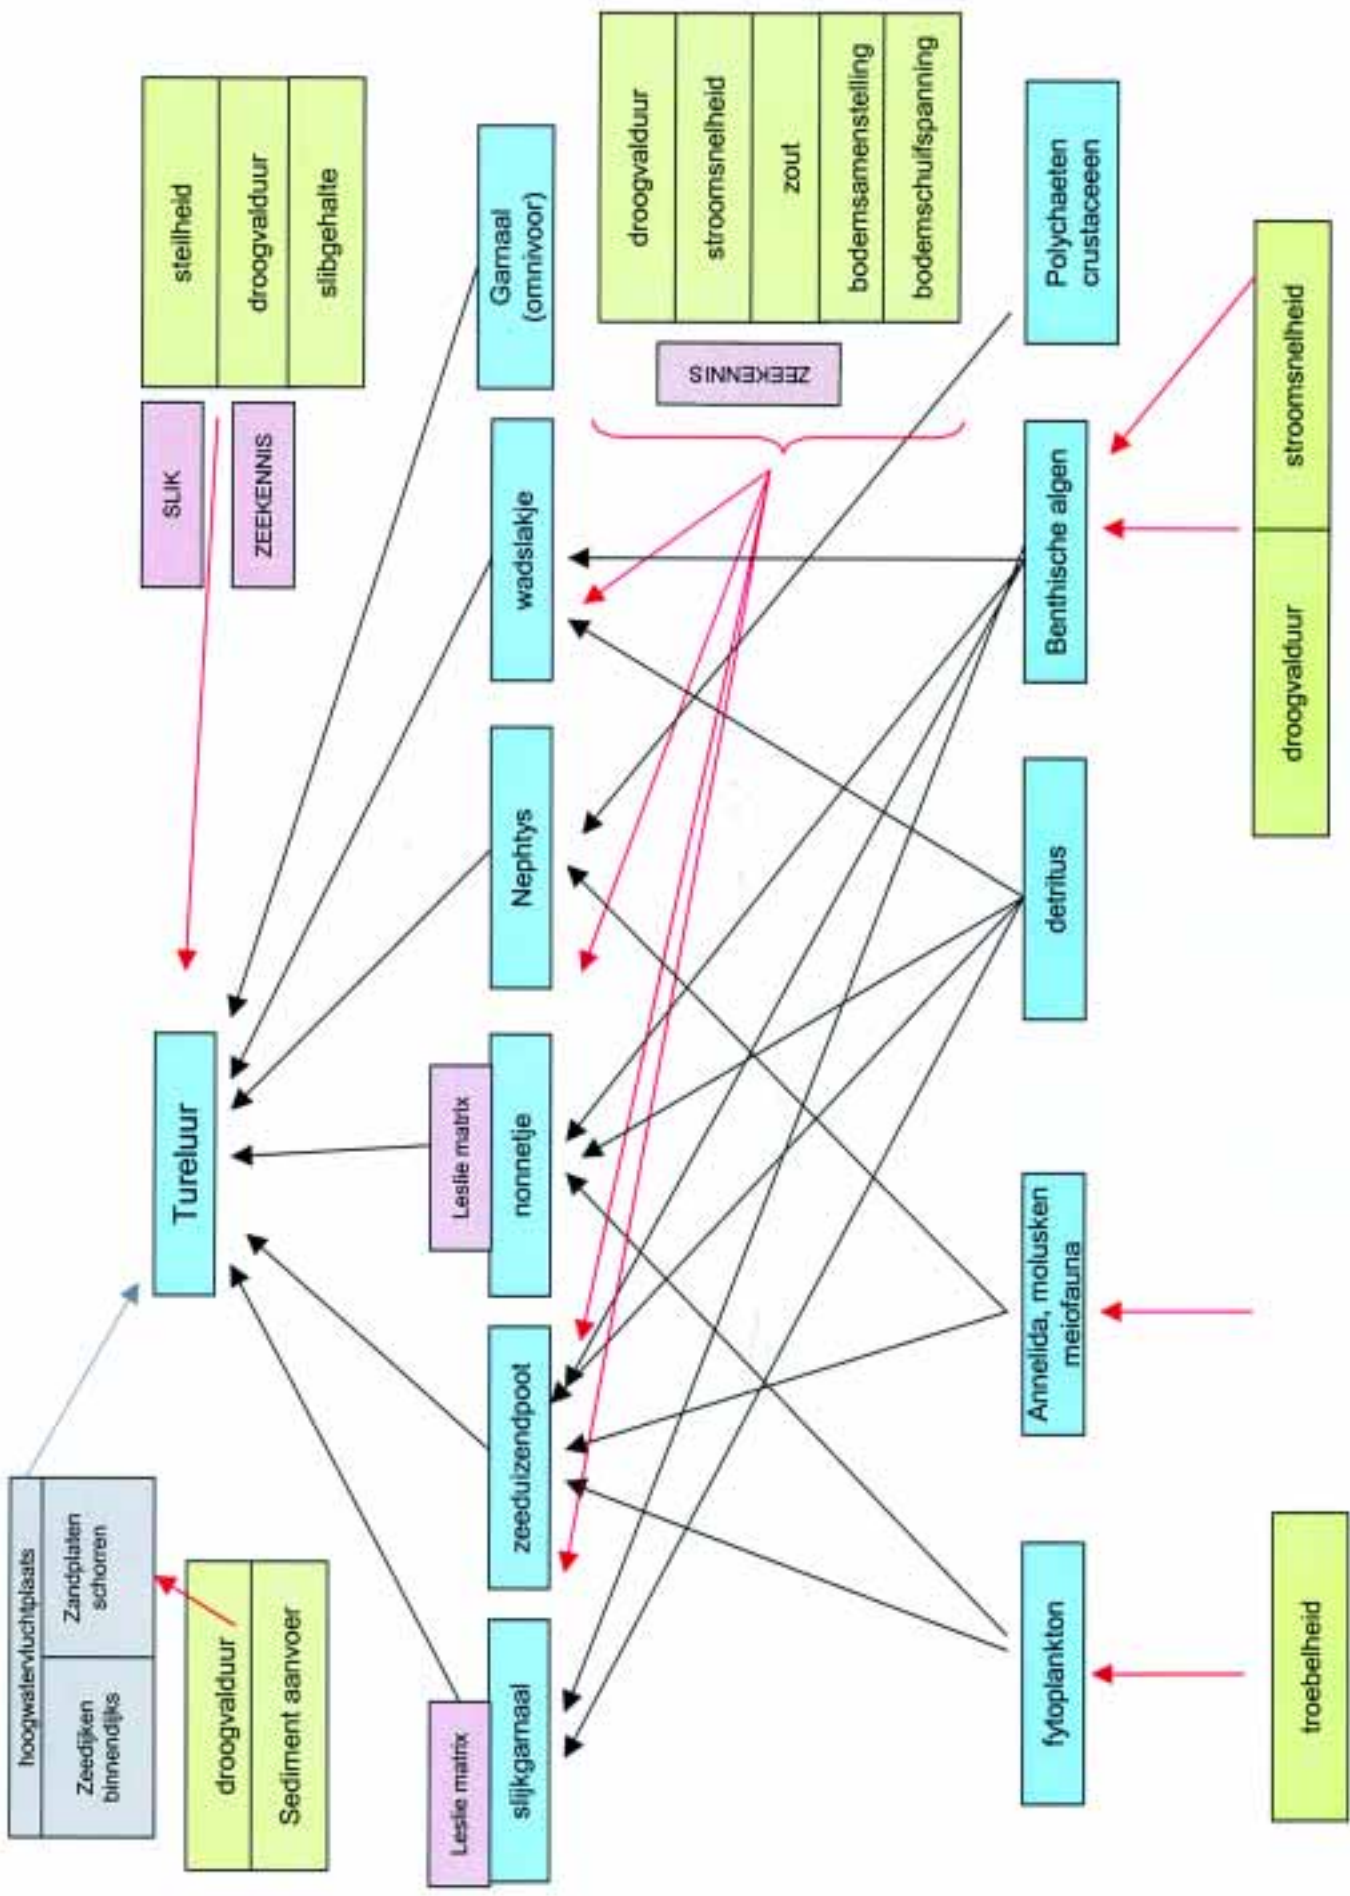 hoogwatervluchtplaats
Zeedijken
binnendijks
Zandplaten
schorren
droogvalduur
Sediment aanvoer
Tureluur
SLIK
ZEEKENNIS
steilheid
droogvalduur
slibgehalte
Leslie matrix
slijkgarnaal
zeeduizendpoot
Leslie matrix
nonnetje
Nephtys
wadslakje
Garnaal
(omnivoor)
ZEEKENNIS
droogvalduur
stroomsnelheid
zout
bodemsamenstelling
bodemschuifspanning
fytoplankton
Annelida, molusken
meiofauna
detritus
Benthische algen
Polychaeten
crustaceeen
troebelheid
droogvalduur
stroomsnelheid